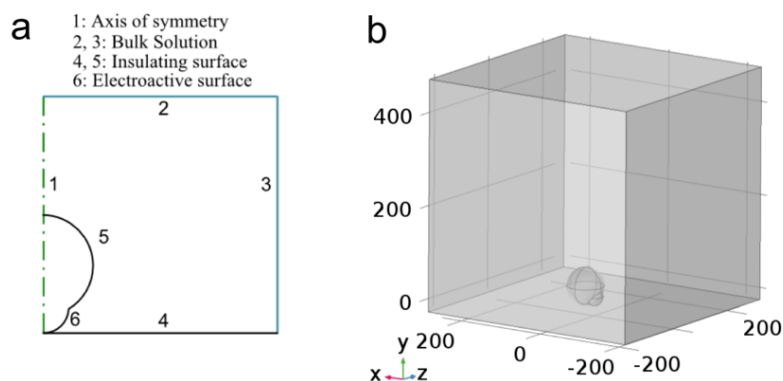 a
1: Axis of symmetry
2, 3: Bulk Solution
4, 5: Insulating surface
6: Electroactive surface
2
1
3
5
6
4
b
400
200
0
y
x
z
200
0
-200
-200
200